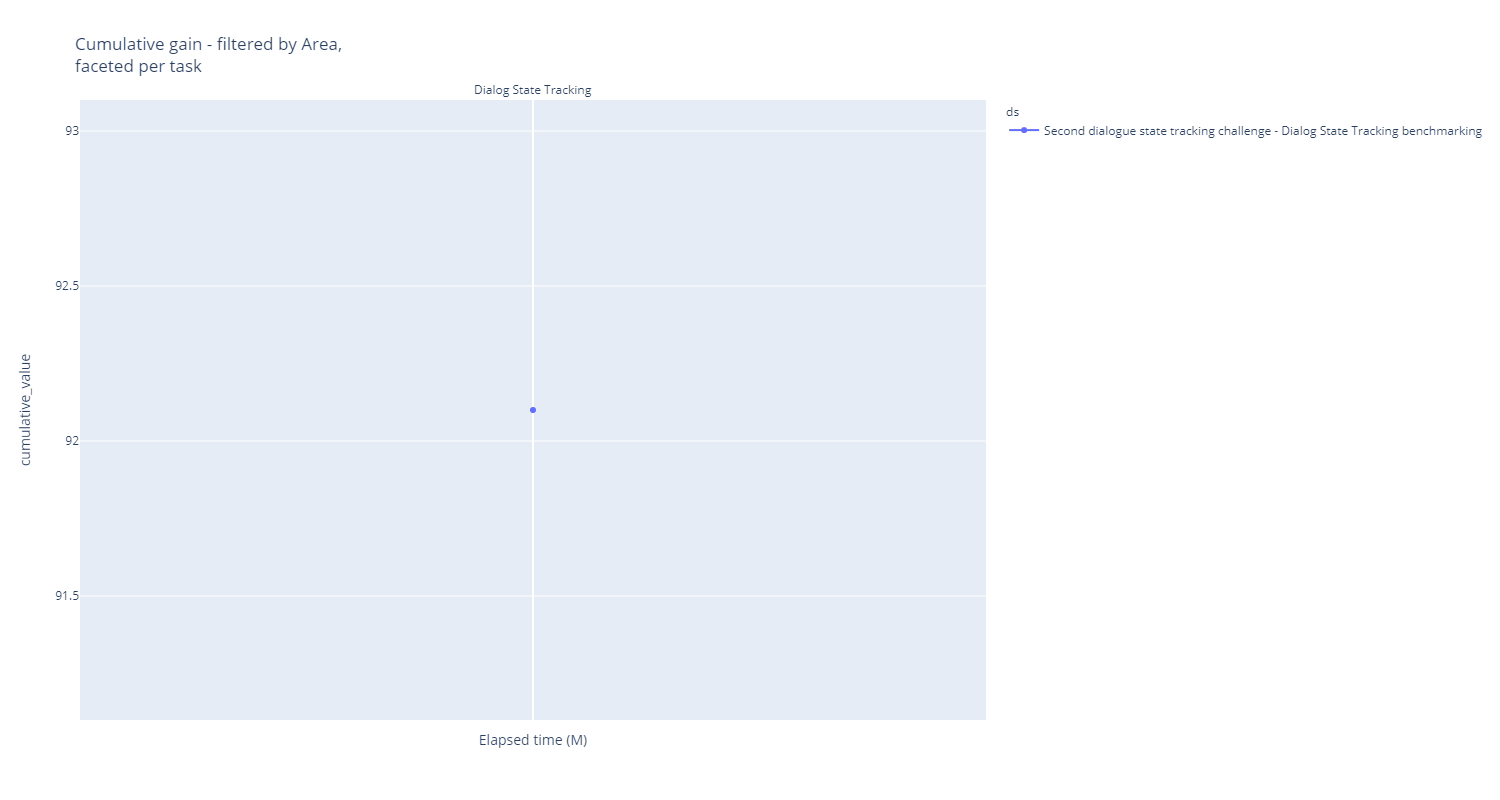 Cumulative gain - filtered by Area,
faceted per task
Dialog State Tracking
ds
Second dialogue state tracking challenge - Dialog State Tracking benchmarking
93
92.5
92
91.5
cumulative_value
Elapsed time (M)